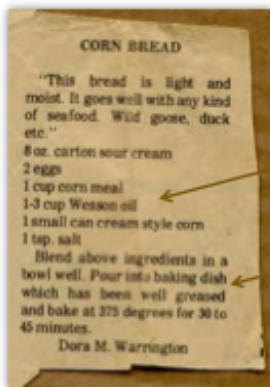 CORN BREAD
"This bread is light and
moist. It goes well with any kind
of seafood. Wild goose, duck
etc."
8 oz. carton sour cream
2 eggs
1 cup corn meal
1-3 cup Wesson oil
1 small can cream style corn
1 tsp. salt
Blend above ingredients in a
bowl well. Pour into baking dish
which has been well greased
and bake at 375 degrees for 30 to
45 minutes.
Dora M. Warrington